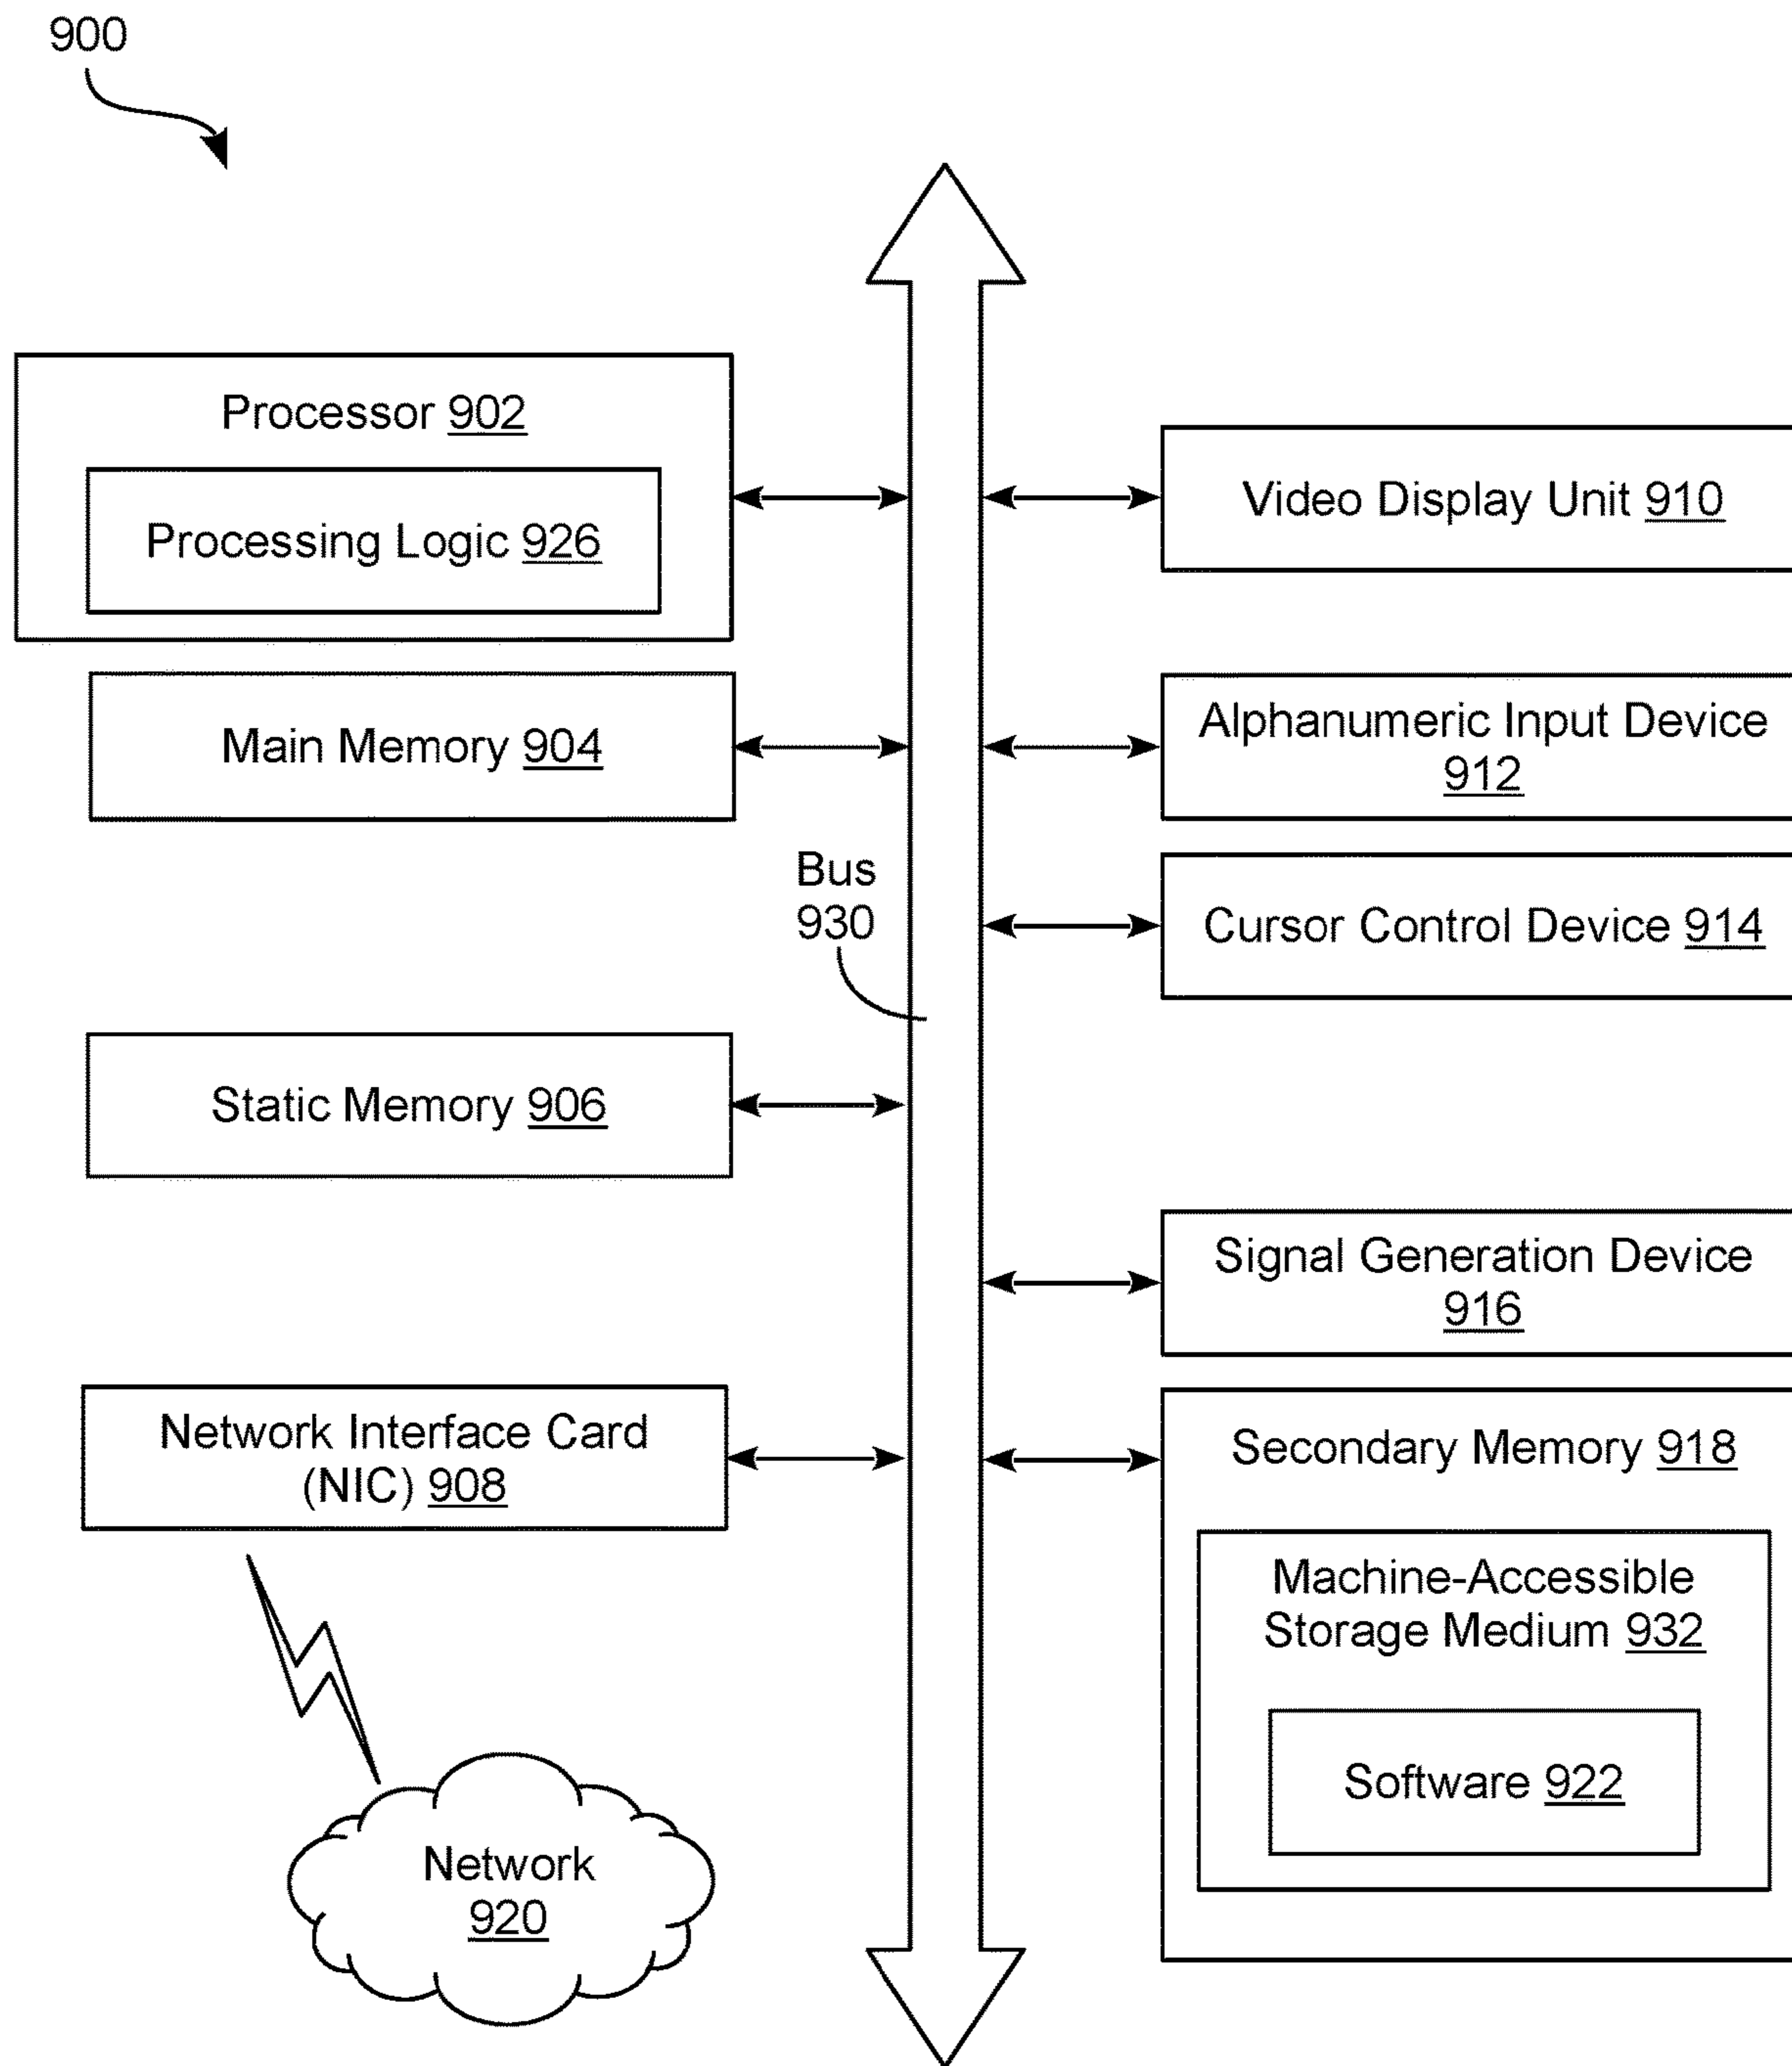 900
Processor 902
Processing Logic 926
Main Memory 904
Bus
930
Static Memory 906
Network Interface Card
(NIC) 908
Network
920
Video Display Unit 910
Alphanumeric Input Device
912
Cursor Control Device 914
Signal Generation Device
916
Secondary Memory 918
Machine-Accessible
Storage Medium 932
Software 922